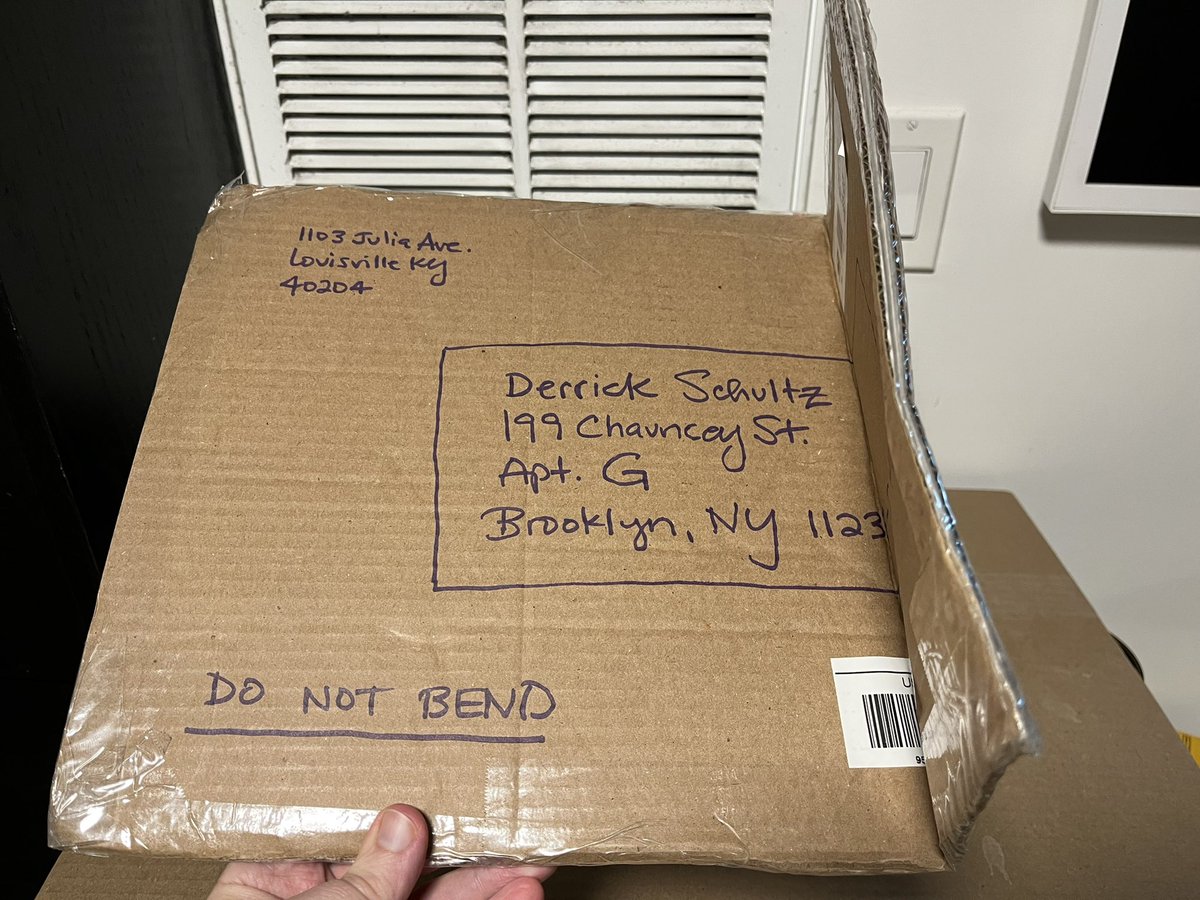 1103 Julia Ave.
Louisville Ky
40204
Derrick Schultz
199 Chauncey St.
Apt. G
Brooklyn, NY 1123
DO NOT BEND